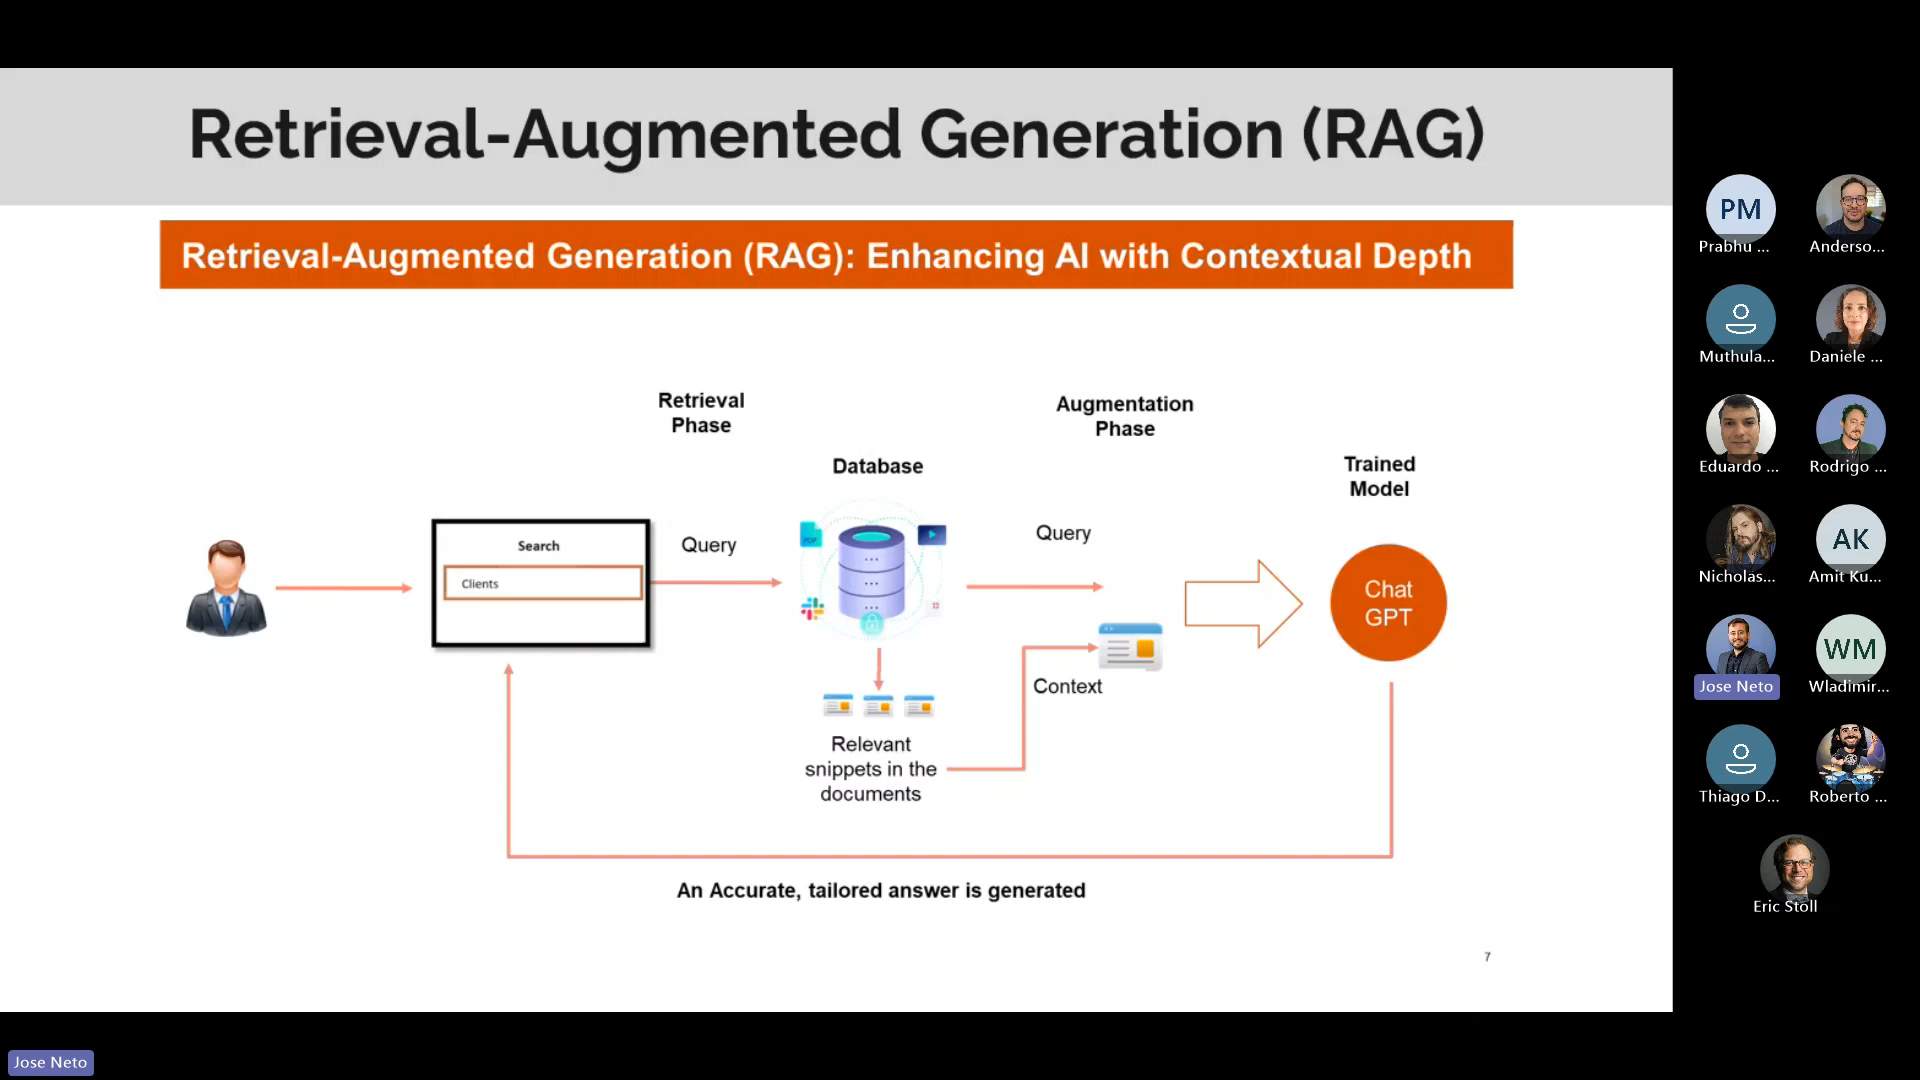 Retrieval-Augmented Generation (RAG)
Retrieval-Augmented Generation (RAG): Enhancing AI with Contextual Depth
Retrieval
Phase
Augmentation
Phase
Database
Trained
Model
Search
Clients
Query
PDF
Query
Chat
GPT
Context
Relevant
snippets in the
documents
An Accurate, tailored answer is generated
7
PM
Prabhu ...
Anderso...
Muthula...
Daniele ...
Eduardo ...
Rodrigo ...
Nicholas...
AK
Amit Ku...
Jose Neto
WM
Wladimir...
Thiago D...
Roberto ...
Eric Stoll
Jose Neto